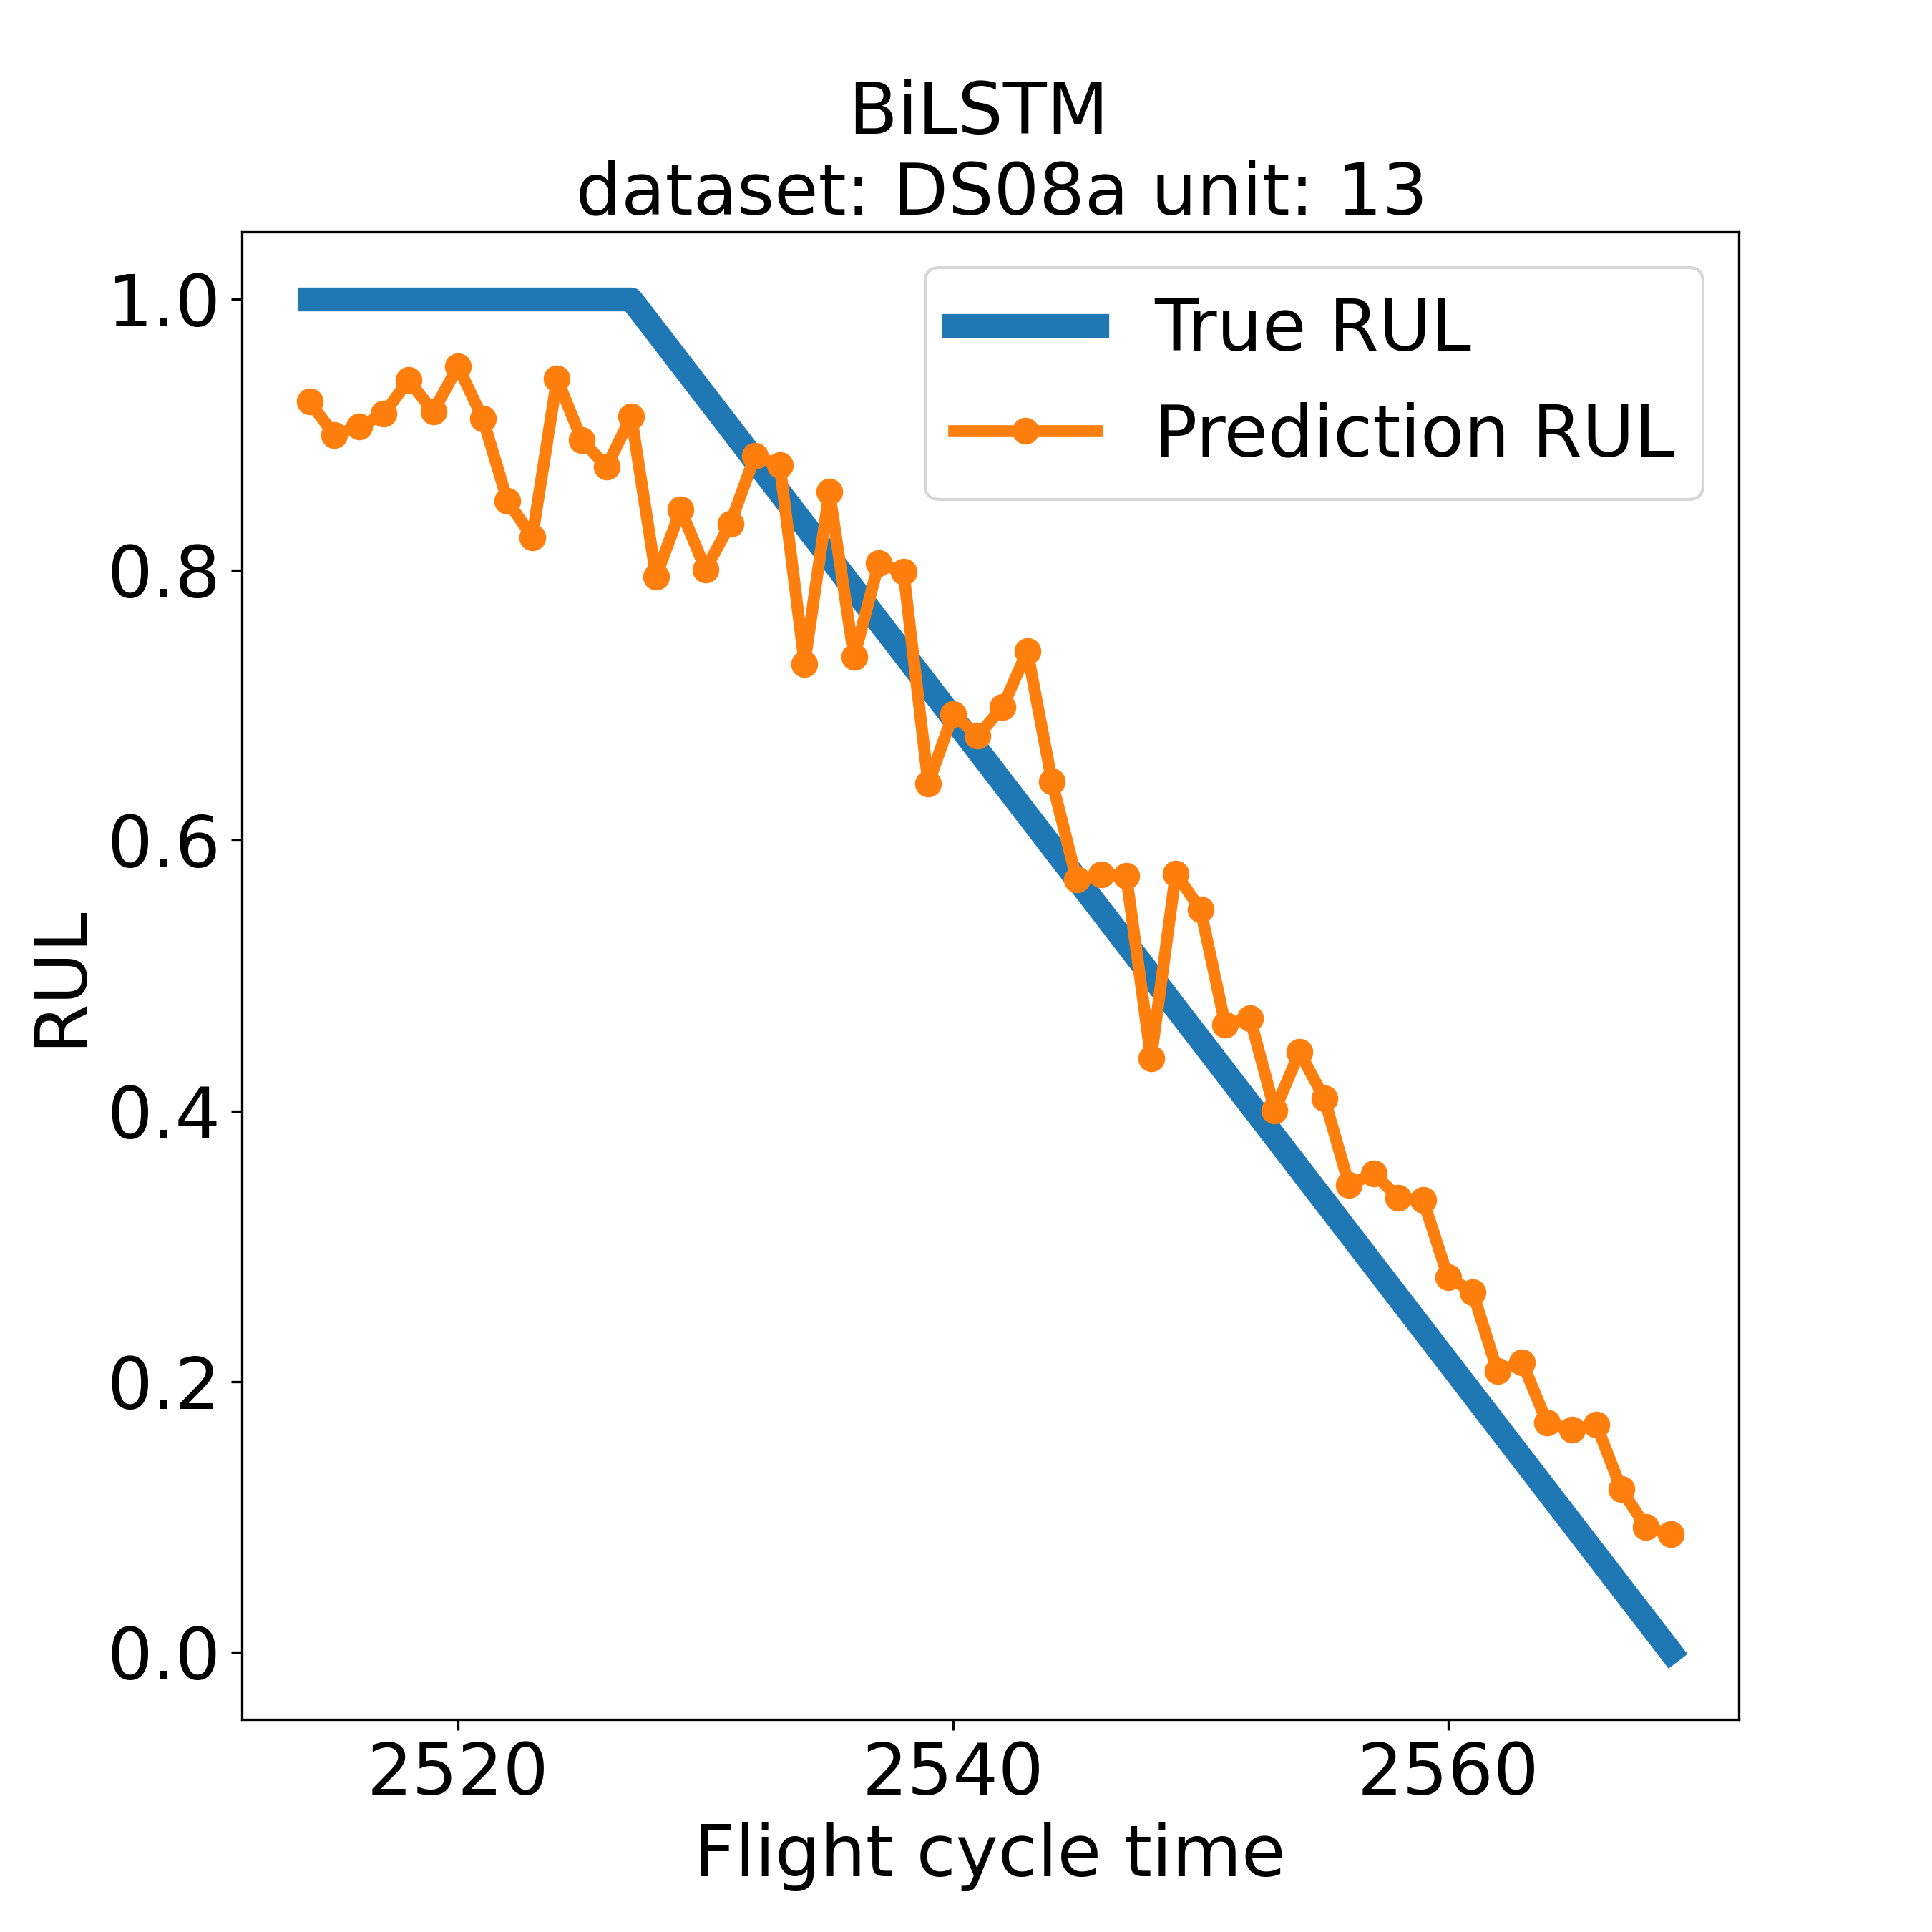 BiLSTM
dataset: DS08a unit: 13
True RUL
Prediction RUL
1.0
0.8
0.6
0.4
0.2
0.0
RUL
2520 2540 2560
Flight cycle time